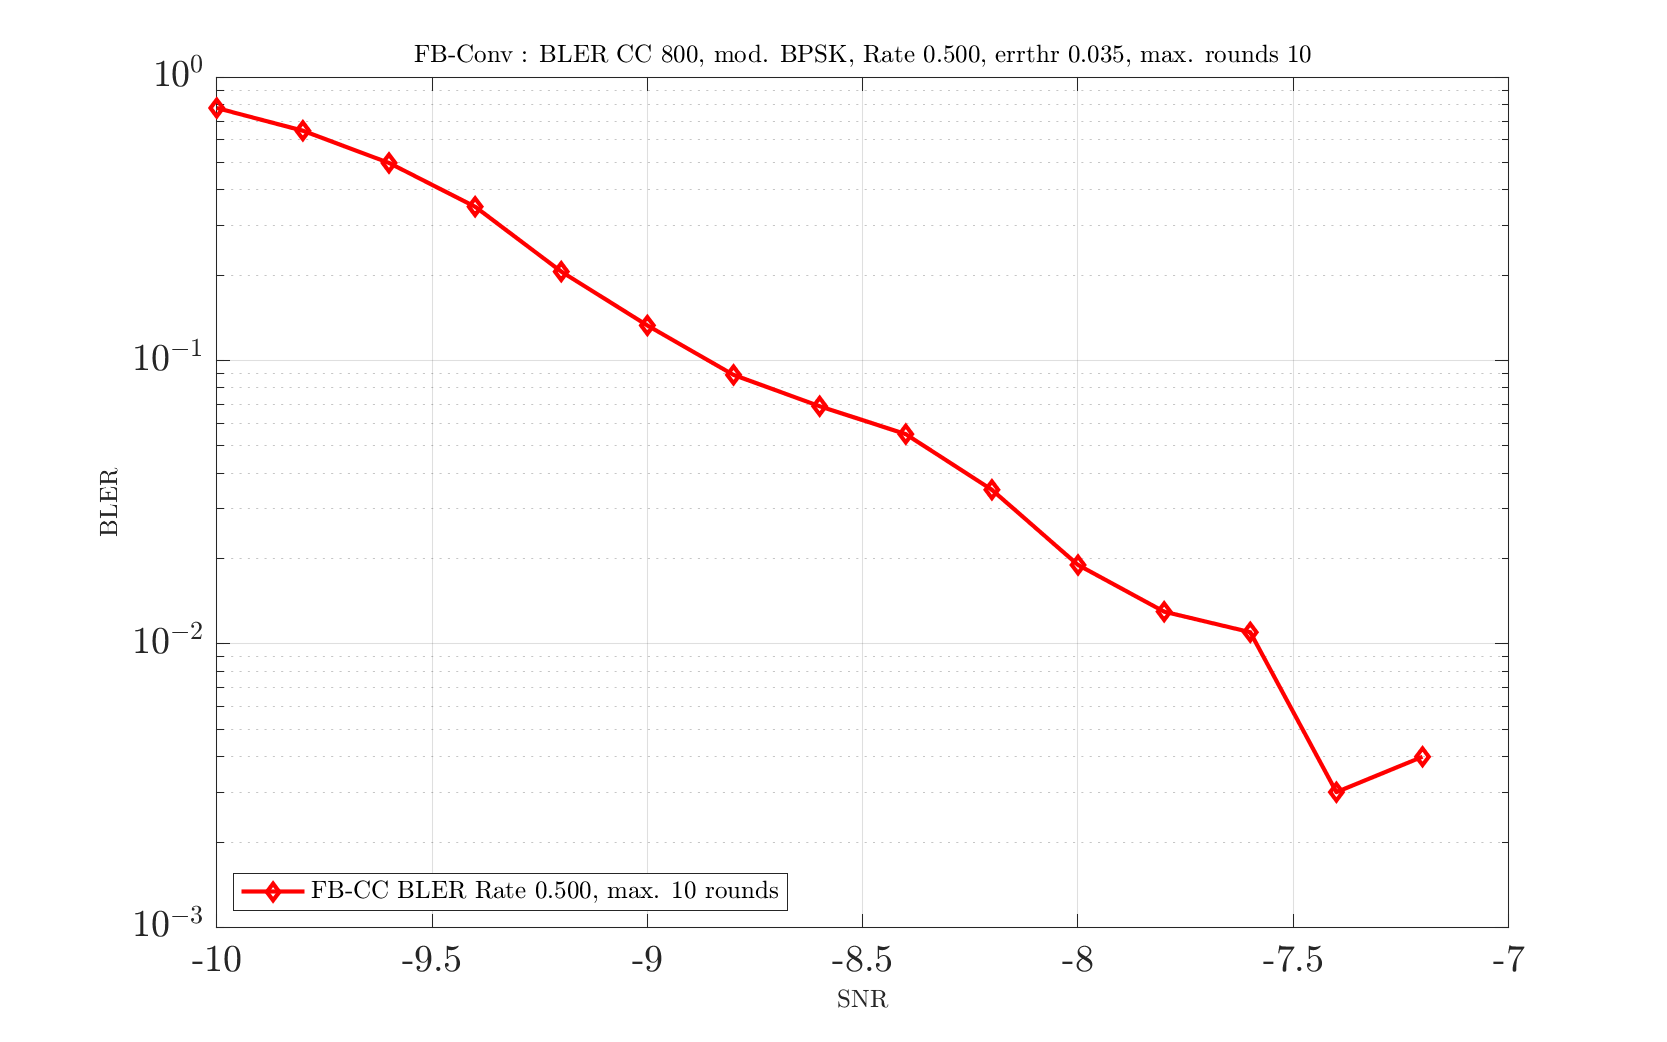 FB-Conv : BLER CC 800, mod. BPSK, Rate 0.500, errthr 0.035, max. rounds 10
10⁰
10⁻¹
10⁻²
10⁻³
BLER
FB-CC BLER Rate 0.500, max. 10 rounds
-10 -9.5 -9 -8.5 -8 -7.5 -7
SNR